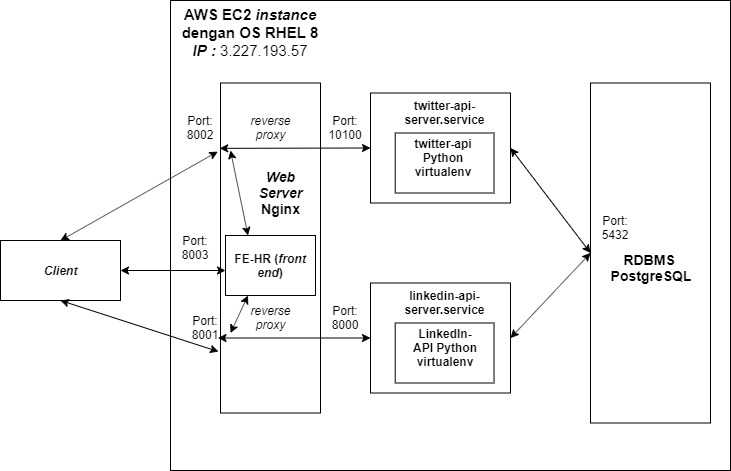 AWS EC2 instance
dengan OS RHEL 8
IP : 3.227.193.57
Port:
8002
reverse
proxy
Port:
10100
twitter-api-
server.service
twitter-api
Python
virtualenv
Web
Server
Nginx
Port:
5432
RDBMS
PostgreSQL
Client
Port:
8003
FE-HR (front
end)
Port:
8001
reverse
proxy
Port:
8000
linkedin-api-
server.service
LinkedIn-
API Python
virtualenv